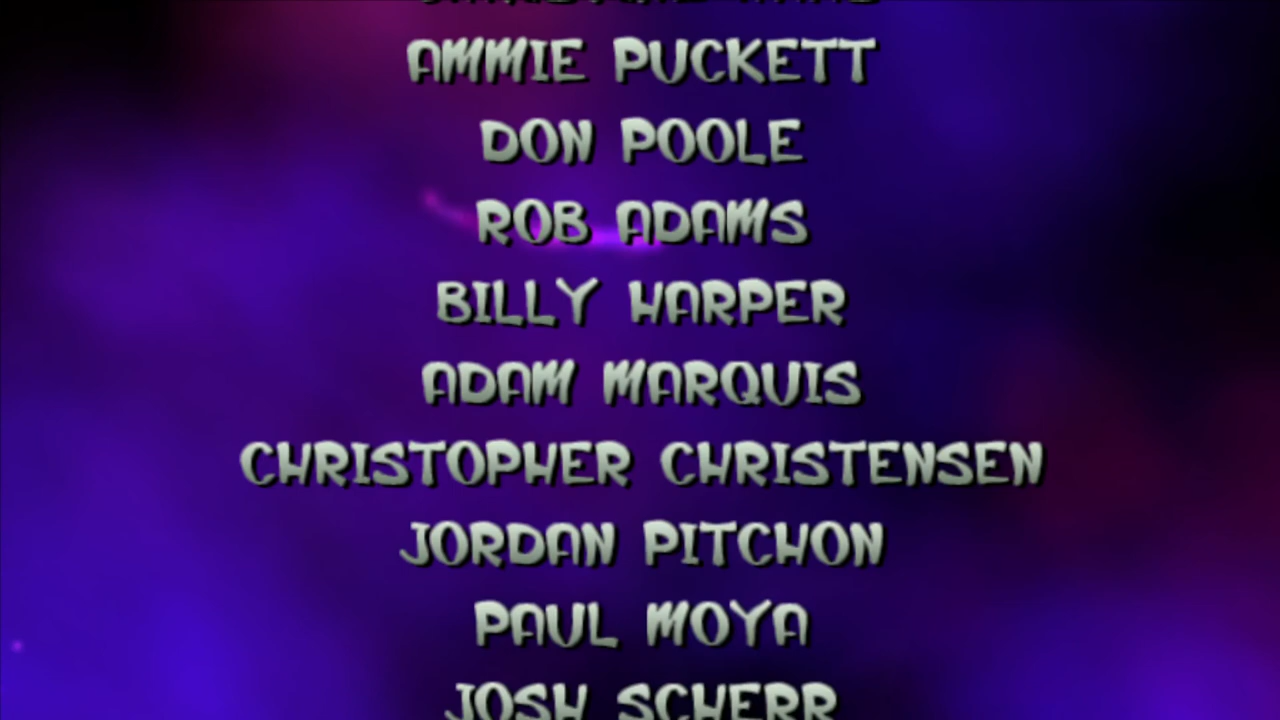 AMMIE PUCKETT
DON POOLE
ROB ADAMS
BILLY HARPER
ADAM MARQUIS
CHRISTOPHER CHRISTENSEN
JORDAN PITCHON
PAUL MOYA
JOSH SCHERR